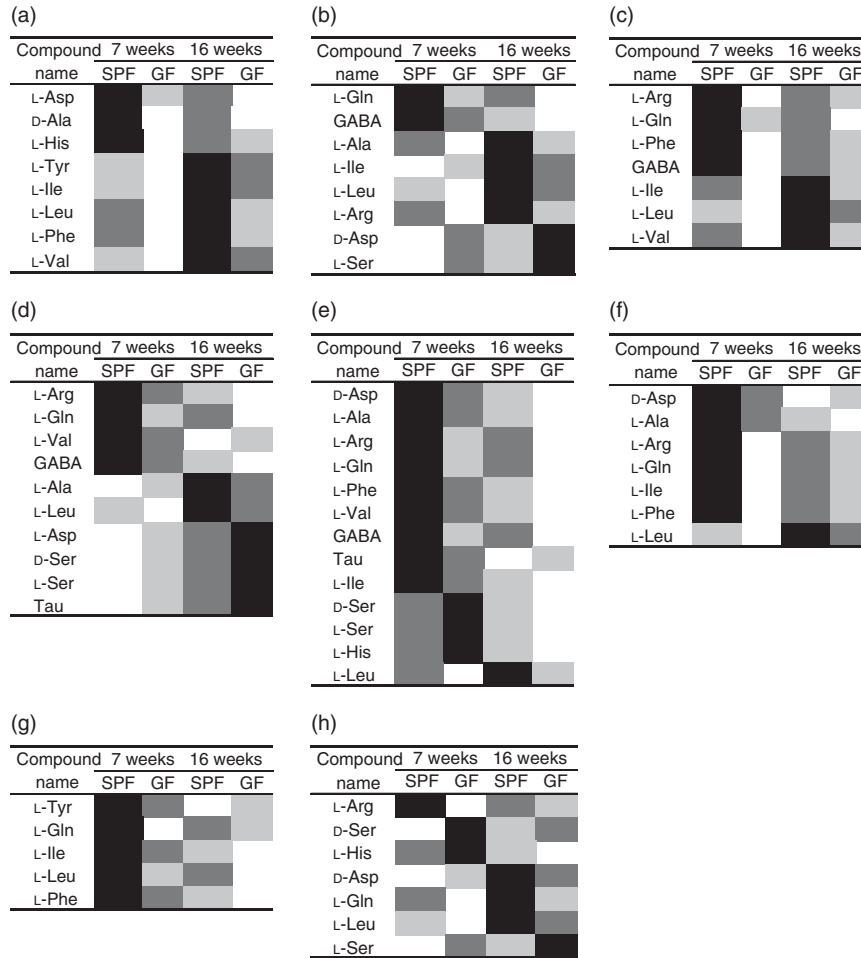 (a)
Compound 7 weeks 16 weeks
name SPF GF SPF GF
L-Asp
D-Ala
L-His
L-Tyr
L-Ile
L-Leu
L-Phe
L-Val
(b)
Compound 7 weeks 16 weeks
name SPF GF SPF GF
L-Gln
GABA
L-Ala
L-Ile
L-Leu
L-Arg
D-Asp
L-Ser
(c)
Compound 7 weeks 16 weeks
name SPF GF SPF GF
L-Arg
L-Gln
L-Phe
GABA
L-Ile
L-Leu
L-Val
(d)
Compound 7 weeks 16 weeks
name SPF GF SPF GF
L-Arg
L-Gln
L-Val
GABA
L-Ala
L-Leu
L-Asp
D-Ser
L-Ser
Tau
(e)
Compound 7 weeks 16 weeks
name SPF GF SPF GF
D-Asp
L-Ala
L-Arg
L-Gln
L-Phe
L-Val
GABA
Tau
L-Ile
D-Ser
L-Ser
L-His
L-Leu
(f)
Compound 7 weeks 16 weeks
name SPF GF SPF GF
D-Asp
L-Ala
L-Arg
L-Gln
L-Ile
L-Phe
L-Leu
(g)
Compound 7 weeks 16 weeks
name SPF GF SPF GF
L-Tyr
L-Gln
L-Ile
L-Leu
L-Phe
(h)
Compound 7 weeks 16 weeks
name SPF GF SPF GF
L-Arg
D-Ser
L-His
D-Asp
L-Gln
L-Leu
L-Ser